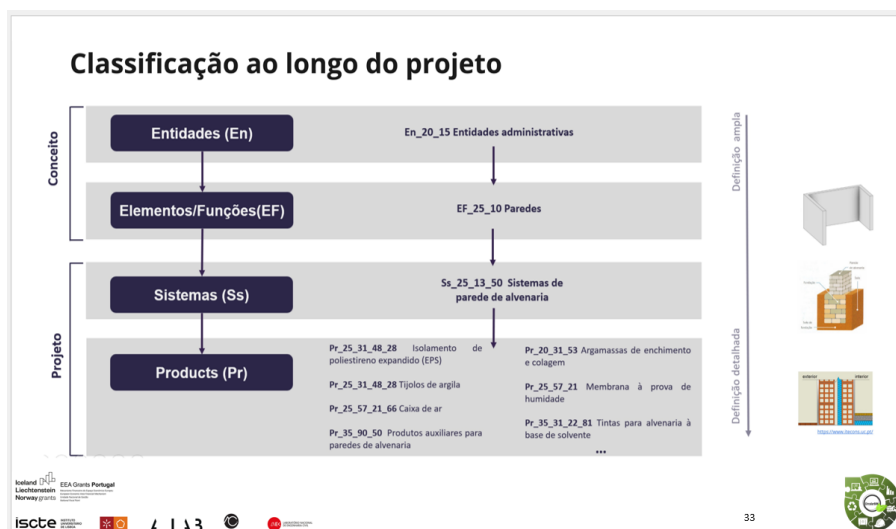 Classificação ao longo do projeto
Conceito
Entidades (En)
En_20_15 Entidades administrativas
Elementos/Funções(EF)
EF_25_10 Paredes
Projeto
Sistemas (Ss)
Ss_25_13_50 Sistemas de
parede de alvenaria
Products (Pr)
Pr_25_31_48_28 Isolamento de
poliestireno expandido (EPS)
Pr_25_31_48_28 Tijolos de argila
Pr_25_57_21_66 Caixa de ar
Pr_35_90_50 Produtos auxiliares para
paredes de alvenaria
Pr_20_31_53 Argamassas de enchimento
e colagem
Pr_25_57_21 Membrana à prova de
humidade
Pr_35_31_22_81 Tintas para alvenaria à
base de solvente
...
Definição ampla
Definição detalhada
exterior interior
https://www.itecons.uc.pt/
Iceland
Liechtenstein
Norway grants
EEA Grants Portugal
33
iscte
INSTITUTO
UNIVERSITÁRIO
DE LISBOA